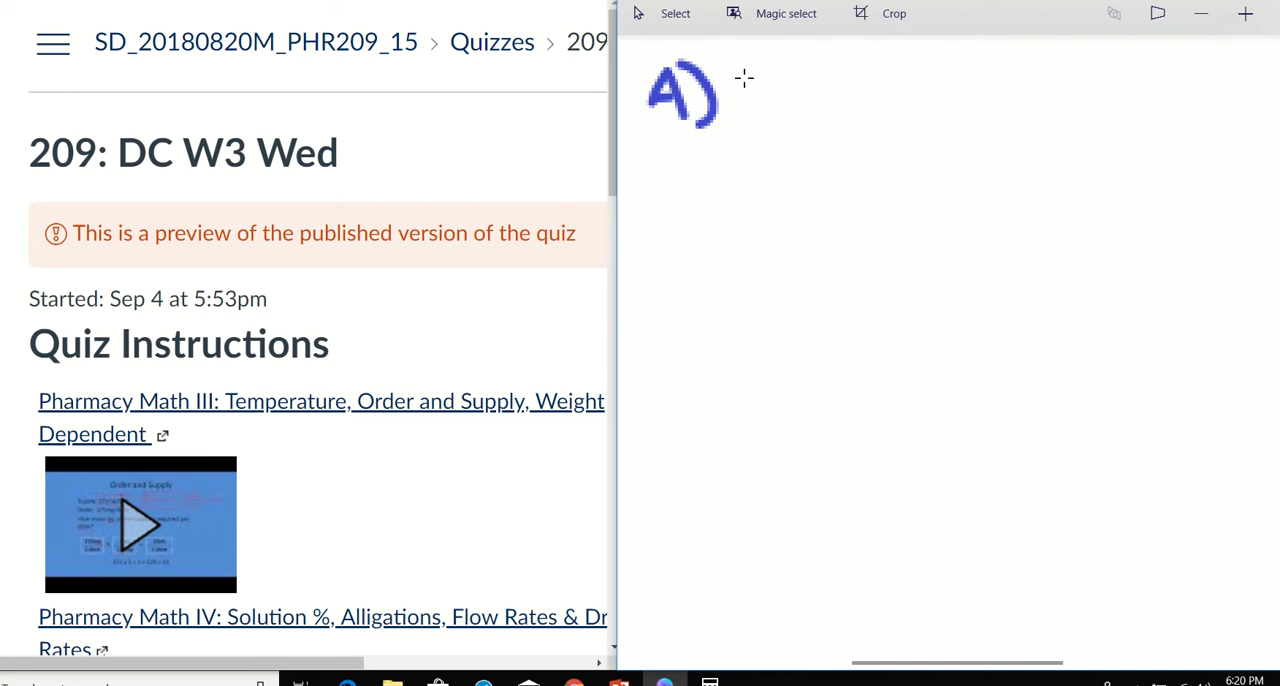 SD_20180820M_PHR209_15 > Quizzes > 209
209: DC W3 Wed
This is a preview of the published version of the quiz
Started: Sep 4 at 5:53pm
Quiz Instructions
Pharmacy Math III: Temperature, Order and Supply, Weight
Dependent
Order and Supply
Pharmacy Math IV: Solution %, Alligations, Flow Rates & Dr
Rates
Select
Magic select
Crop
A)
6:20 PM